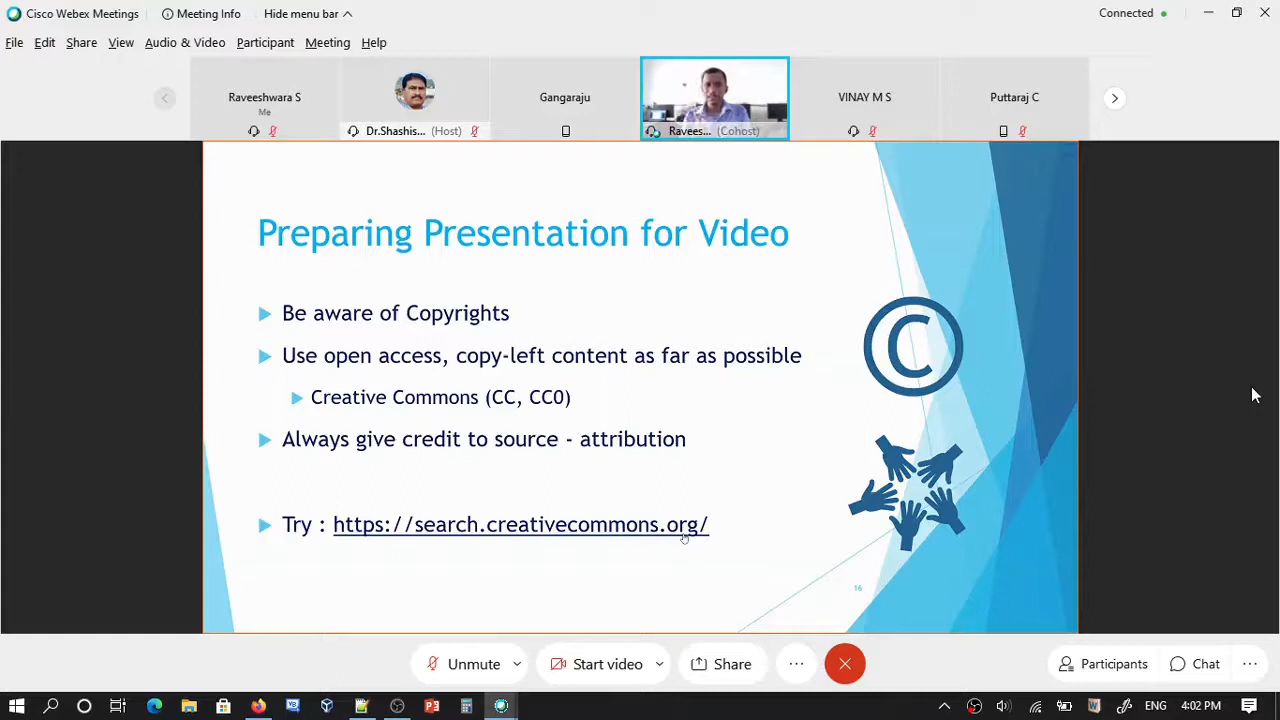 Cisco Webex Meetings Meeting Info Hide menu bar Connected
File Edit Share View Audio & Video Participant Meeting Help
Raveeshwara S
Me
Dr.Shashis... (Host)
Gangaraju
Ravees... (Cohost)
VINAY M S
Puttaraj C
Preparing Presentation for Video
Be aware of Copyrights
Use open access, copy-left content as far as possible
Creative Commons (CC, CC0)
Always give credit to source - attribution
Try : https://search.creativecommons.org/
16
Unmute Start video Share Participants Chat
ENG 4:02 PM